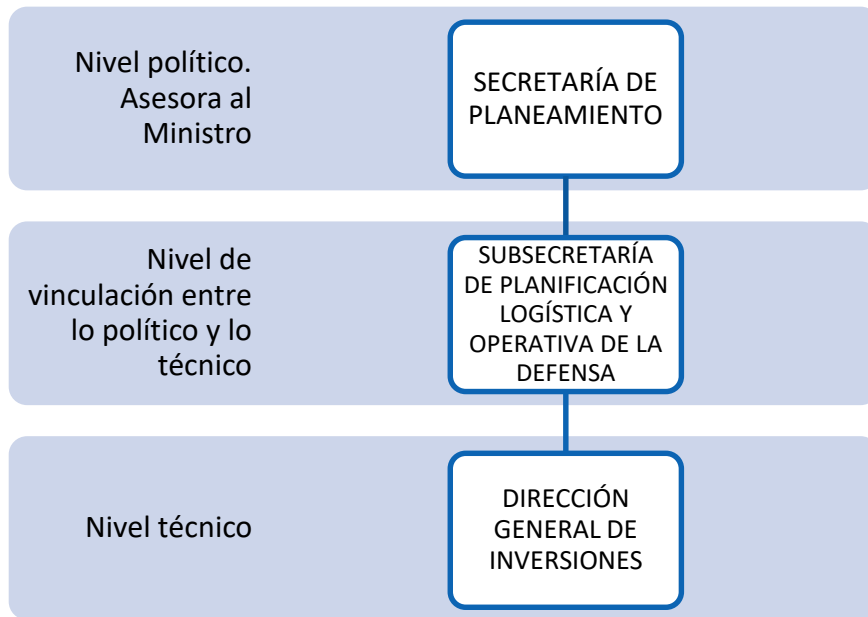 Nivel político.
Asesora al
Ministro
SECRETARÍA DE
PLANEAMIENTO
Nivel de
vinculación entre
lo político y lo
técnico
SUBSECRETARÍA
DE PLANIFICACIÓN
LOGÍSTICA Y
OPERATIVA DE LA
DEFENSA
Nivel técnico
DIRECCIÓN
GENERAL DE
INVERSIONES